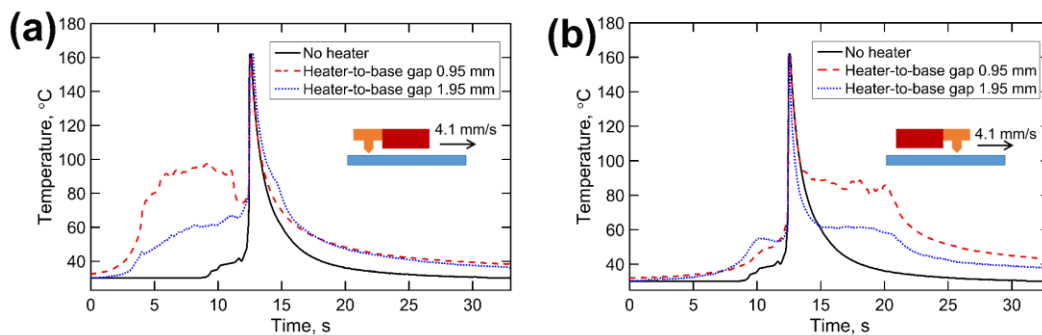 (a)
180
160
140
120
100
80
60
40
Temperature, °C
No heater
Heater-to-base gap 0.95 mm
Heater-to-base gap 1.95 mm
4.1 mm/s
0 5 10 15 20 25 30
Time, s
(b)
180
160
140
120
100
80
60
40
Temperature, °C
No heater
Heater-to-base gap 0.95 mm
Heater-to-base gap 1.95 mm
4.1 mm/s
0 5 10 15 20 25 30
Time, s